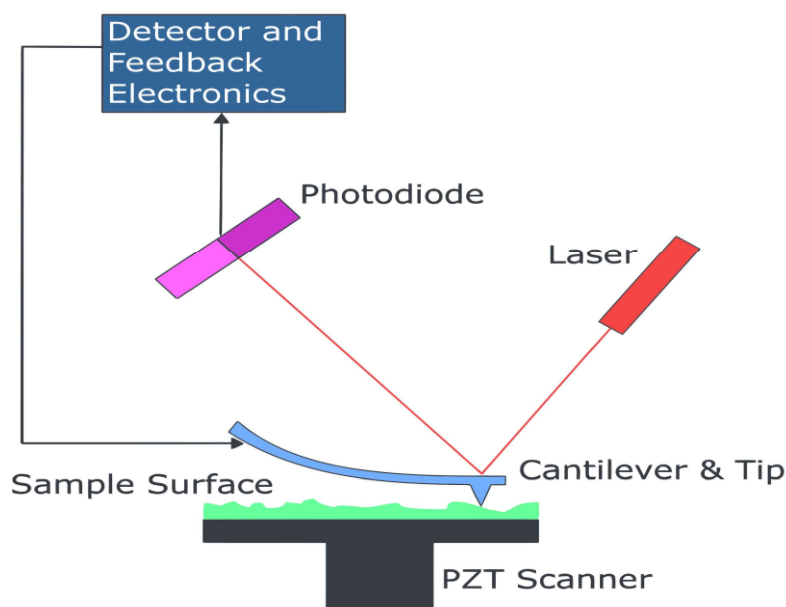 Detector and
Feedback
Electronics
Photodiode
Laser
Cantilever & Tip
Sample Surface
PZT Scanner